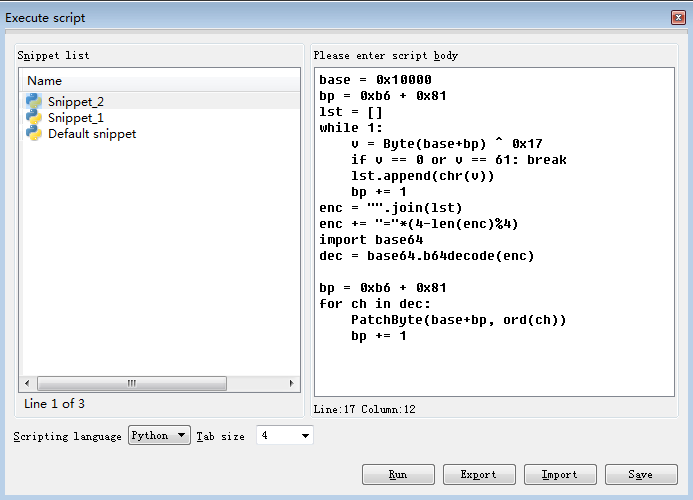 Execute script
Snippet list
Name
Snippet_2
Snippet_1
Default snippet
Line 1 of 3
Please enter script body
base = 0x10000
bp = 0xb6 + 0x81
lst = []
while 1:
    v = Byte(base+bp) ^ 0x17
    if v == 0 or v == 61: break
    lst.append(chr(v))
    bp += 1
enc = "".join(lst)
enc += "="*(4-len(enc)%4)
import base64
dec = base64.b64decode(enc)

bp = 0xb6 + 0x81
for ch in dec:
    PatchByte(base+bp, ord(ch))
    bp += 1
Line:17 Column:12
Scripting language Python Tab size 4
Run Export Import Save